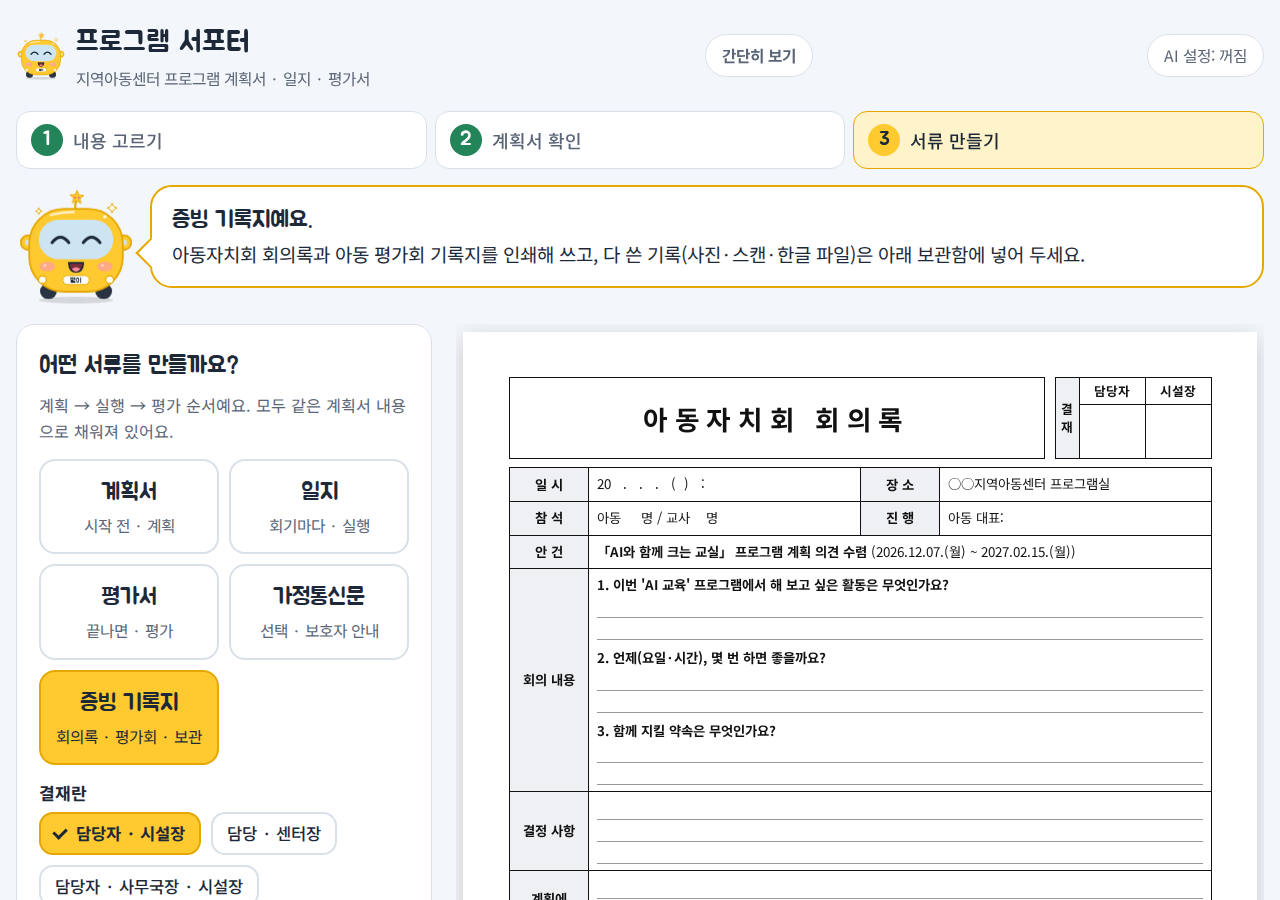 프로그램 서포터
지역아동센터 프로그램 계획서 · 일지 · 평가서
간단히 보기
AI 설정: 꺼짐
1 내용 고르기
2 계획서 확인
3 서류 만들기
증빙 기록지예요.
아동자치회 회의록과 아동 평가회 기록지를 인쇄해 쓰고, 다 쓴 기록(사진·스캔·한글 파일)은 아래 보관함에 넣어 두세요.
어떤 서류를 만들까요?
계획 → 실행 → 평가 순서예요. 모두 같은 계획서 내용
으로 채워져 있어요.
계획서
시작 전 · 계획
일지
회기마다 · 실행
평가서
끝나면 · 평가
가정통신문
선택 · 보호자 안내
증빙 기록지
회의록 · 평가회 · 보관
결재란
담당자 · 시설장
담당 · 센터장
담당자 · 사무국장 · 시설장
아동자치회 회의록
결재
담당자 시설장
일 시 20 . . . ( ) :
장 소 〇〇지역아동센터 프로그램실
참 석 아동 명 / 교사 명
진 행 아동 대표:
안 건 「AI와 함께 크는 교실」 프로그램 계획 의견 수렴 (2026.12.07.(월) ~ 2027.02.15.(월))
회의 내용
1. 이번 'AI 교육' 프로그램에서 해 보고 싶은 활동은 무엇인가요?
2. 언제(요일·시간), 몇 번 하면 좋을까요?
3. 함께 지킬 약속은 무엇인가요?
결정 사항
계획에